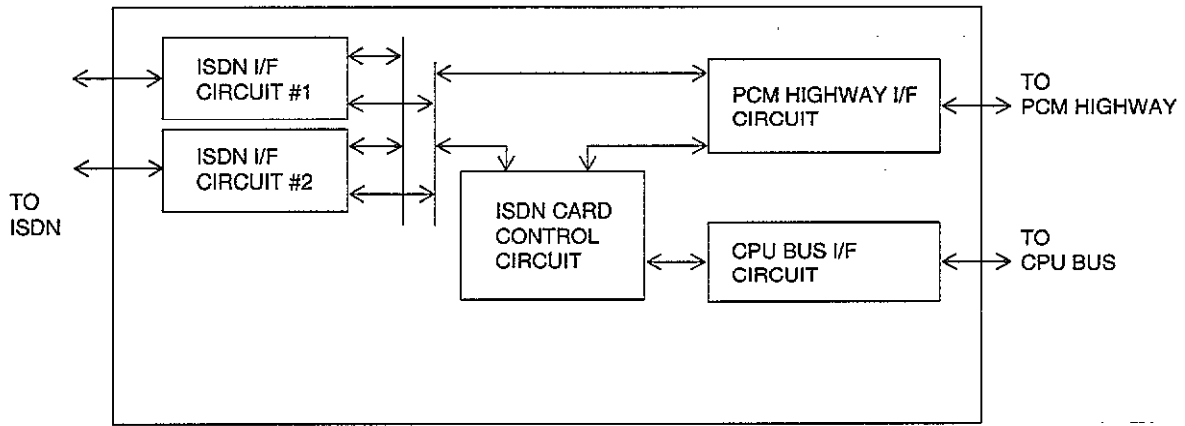 ISDN I/F
CIRCUIT #1
ISDN I/F
CIRCUIT #2
TO
ISDN
ISDN CARD
CONTROL
CIRCUIT
PCM HIGHWAY I/F
CIRCUIT
TO
PCM HIGHWAY
CPU BUS I/F
CIRCUIT
TO
CPU BUS